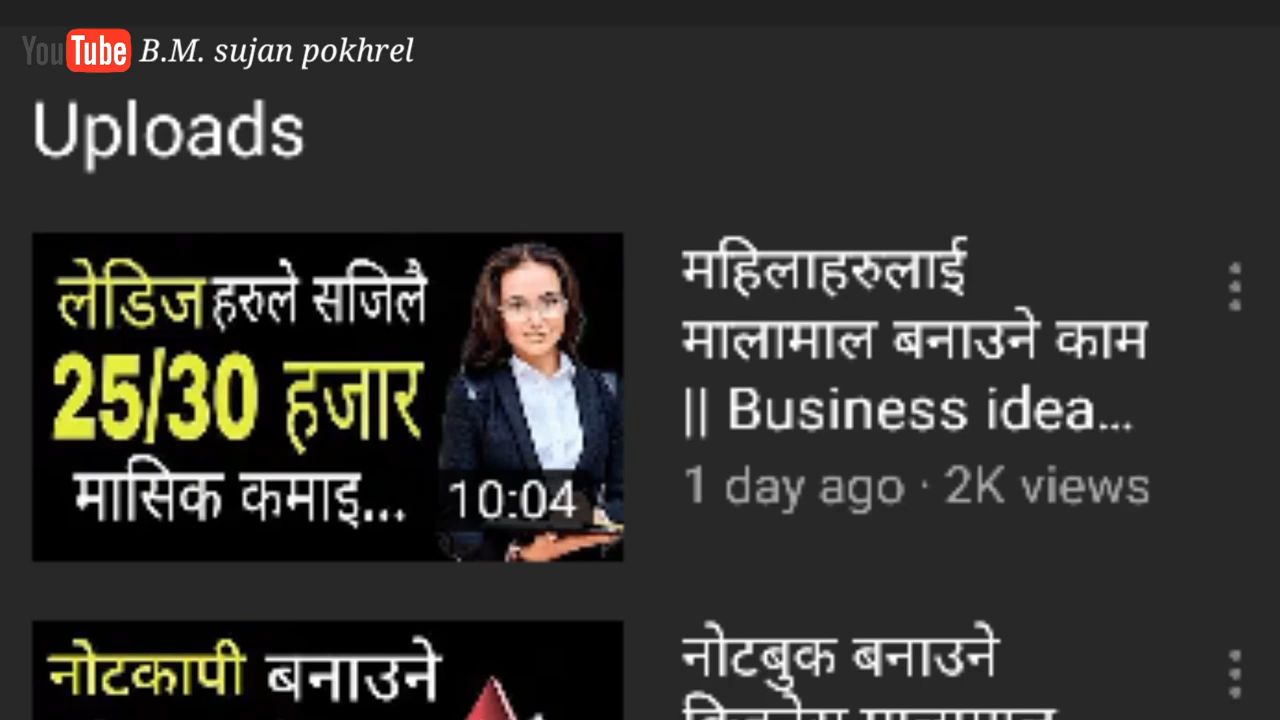 YouTube B.M. sujan pokhrel
Uploads
लेडिज हरुले सजिलै
25/30 हजार
मासिक कमाइ...
10:04
महिलाहरुलाई
मालामाल बनाउने काम
|| Business idea...
1 day ago · 2K views
नोटकापी बनाउने
नोटबुक बनाउने